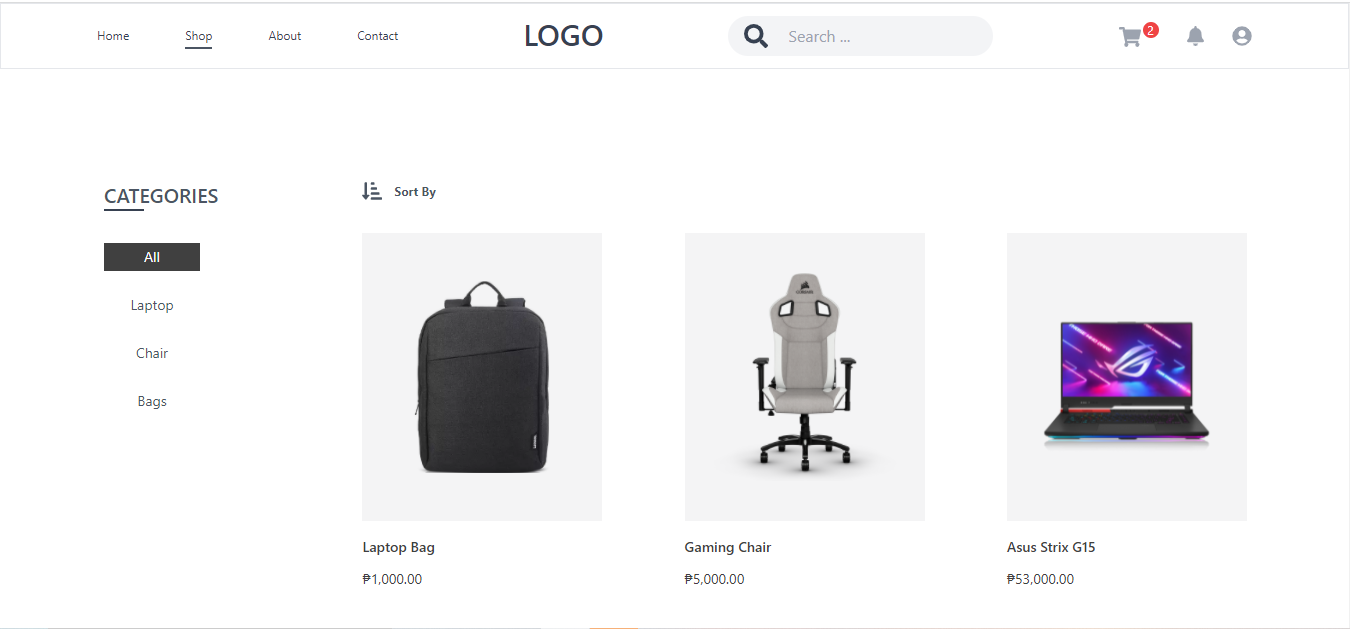 Home Shop About Contact LOGO Search ... 2
CATEGORIES
Sort By
All
Laptop
Chair
Bags
Laptop Bag
₱1,000.00
Gaming Chair
₱5,000.00
Asus Strix G15
₱53,000.00